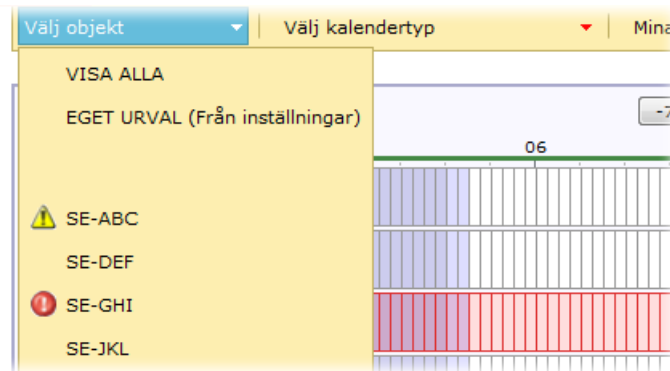 Välj objekt
Välj kalendertyp
VISA ALLA
EGET URVAL (Från inställningar)
06
SE-ABC
SE-DEF
SE-GHI
SE-JKL